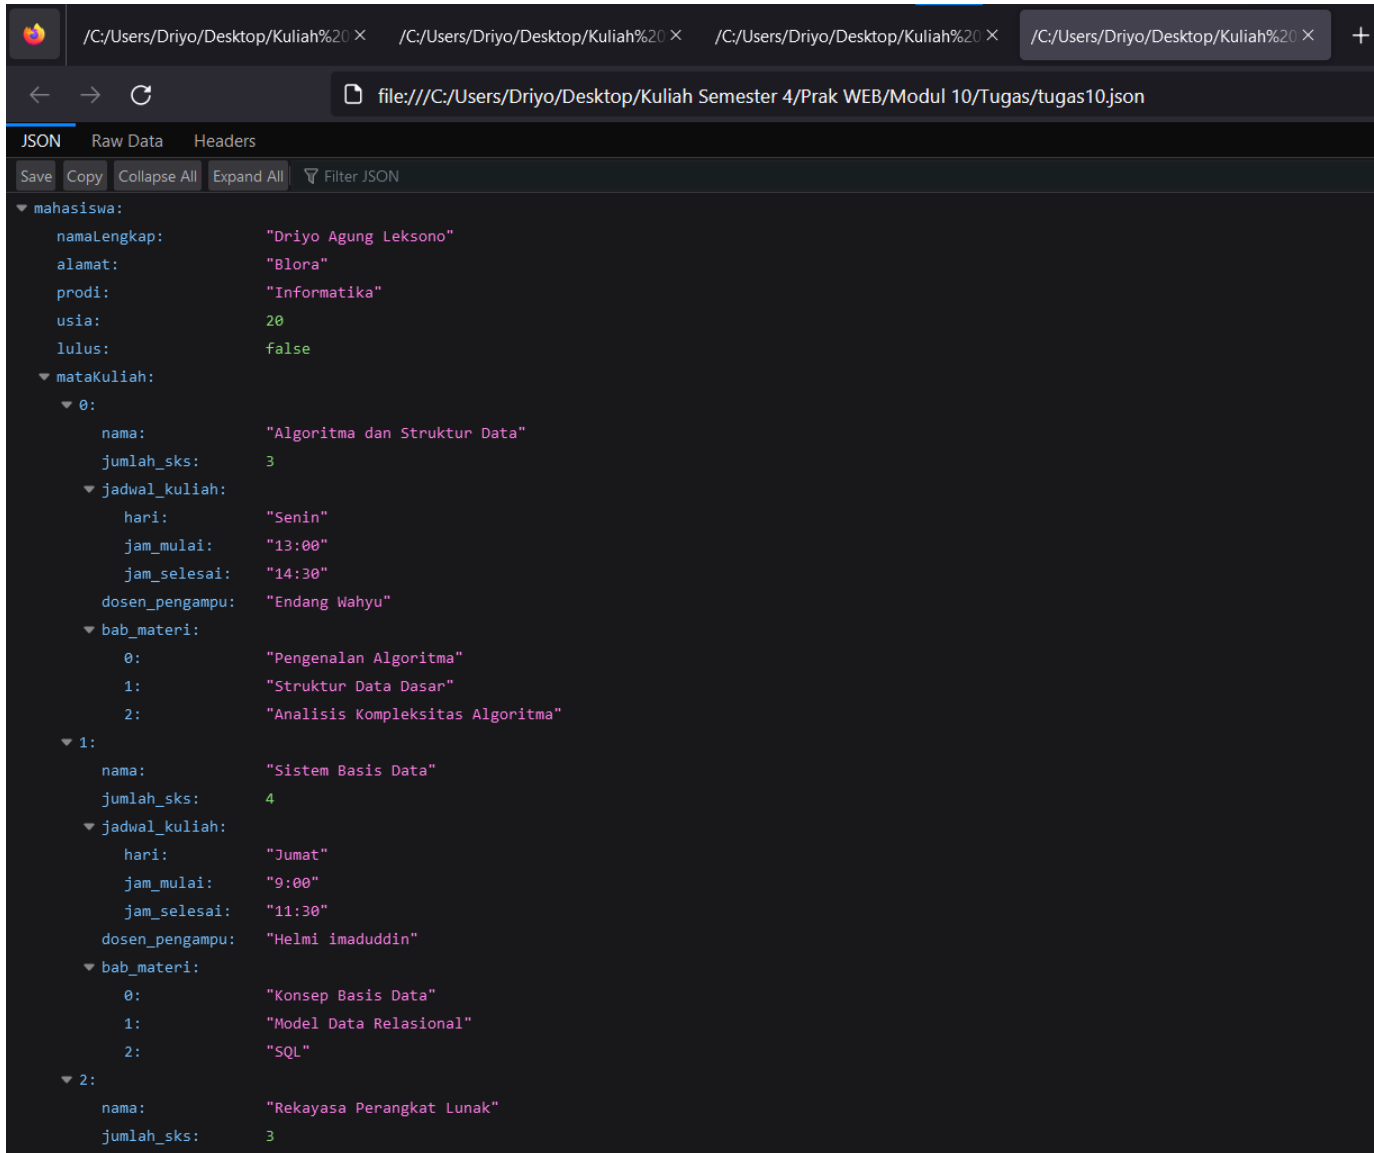 /C:/Users/Driyo/Desktop/Kuliah%20 /C:/Users/Driyo/Desktop/Kuliah%20 /C:/Users/Driyo/Desktop/Kuliah%20 /C:/Users/Driyo/Desktop/Kuliah%20
file:///C:/Users/Driyo/Desktop/Kuliah Semester 4/Prak WEB/Modul 10/Tugas/tugas10.json
JSON Raw Data Headers
Save Copy Collapse All Expand All Filter JSON
mahasiswa:
namaLengkap: "Driyo Agung Leksono"
alamat: "Blora"
prodi: "Informatika"
usia: 20
lulus: false
mataKuliah:
0:
nama: "Algoritma dan Struktur Data"
jumlah_sks: 3
jadwal_kuliah:
hari: "Senin"
jam_mulai: "13:00"
jam_selesai: "14:30"
dosen_pengampu: "Endang Wahyu"
bab_materi:
0: "Pengenalan Algoritma"
1: "Struktur Data Dasar"
2: "Analisis Kompleksitas Algoritma"
1:
nama: "Sistem Basis Data"
jumlah_sks: 4
jadwal_kuliah:
hari: "Jumat"
jam_mulai: "9:00"
jam_selesai: "11:30"
dosen_pengampu: "Helmi imaduddin"
bab_materi:
0: "Konsep Basis Data"
1: "Model Data Relasional"
2: "SQL"
2:
nama: "Rekayasa Perangkat Lunak"
jumlah_sks: 3